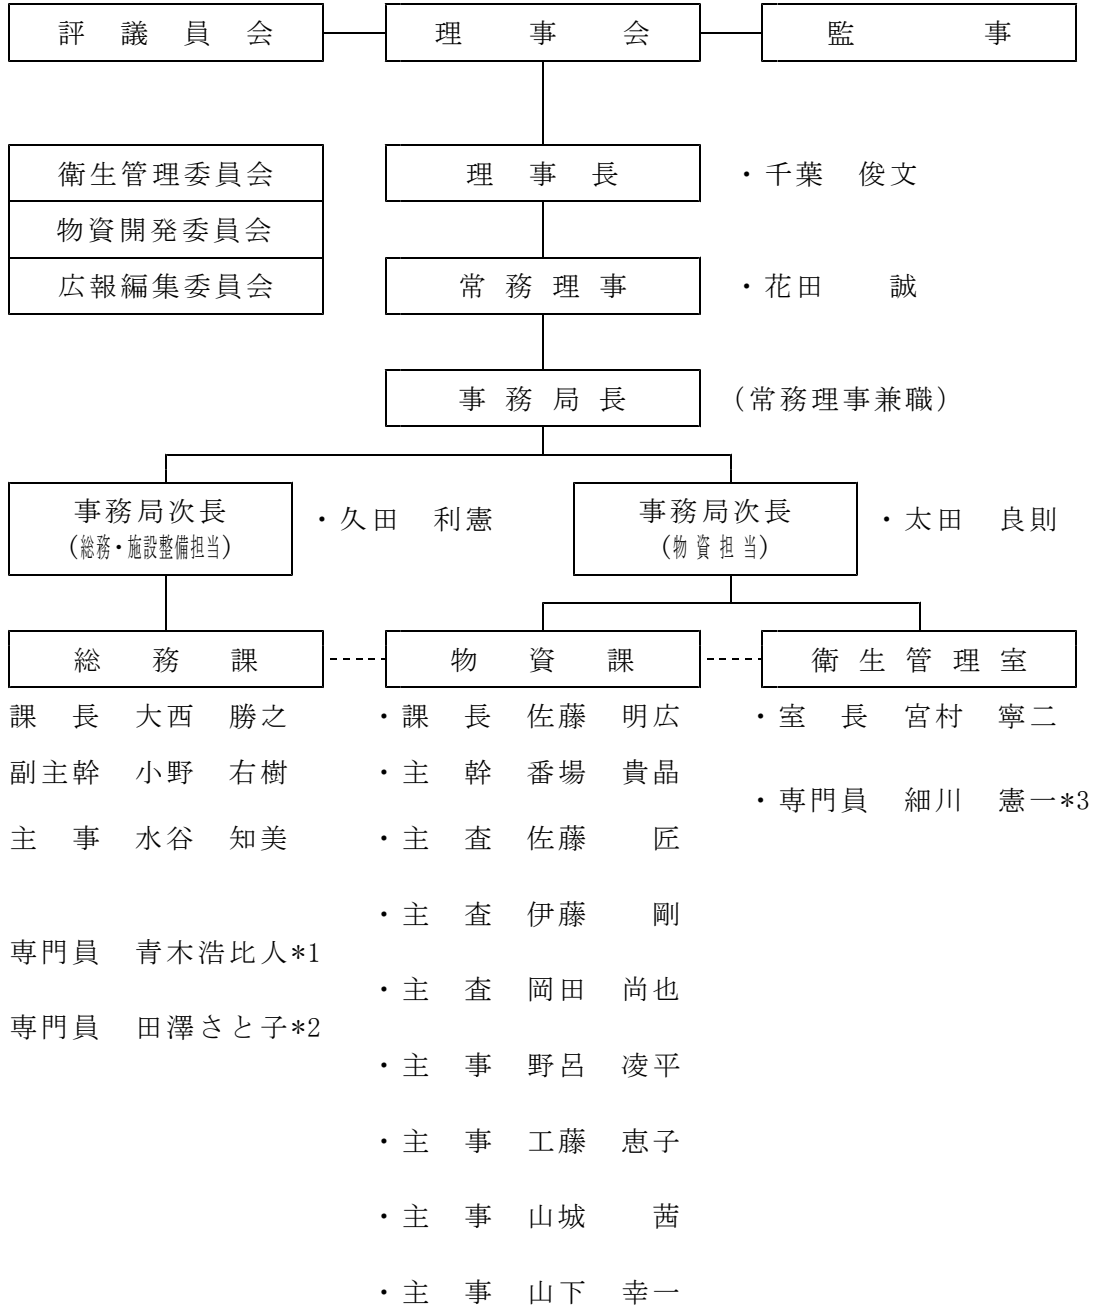 評議員会 理事会 監事
衛生管理委員会 理事長 ・千葉 俊文
物資開発委員会
広報編集委員会 常務理事 ・花田 誠
事務局長 (常務理事兼職)
事務局次長 ・久田 利憲 事務局次長 ・太田 良則
(総務・施設整備担当) (物資担当)
総務課 物資課 衛生管理室
課 長 大西 勝之 ・課 長 佐藤 明広 ・室 長 宮村 寧二
副主幹 小野 右樹 ・主 幹 番場 貴晶
・専門員 細川 憲一*3
主 事 水谷 知美 ・主 査 佐藤 匠
・主 査 伊藤 剛
専門員 青木浩比人*1
・主 査 岡田 尚也
専門員 田澤さと子*2
・主 事 野呂 凌平
・主 事 工藤 恵子
・主 事 山城 茜
・主 事 山下 幸一